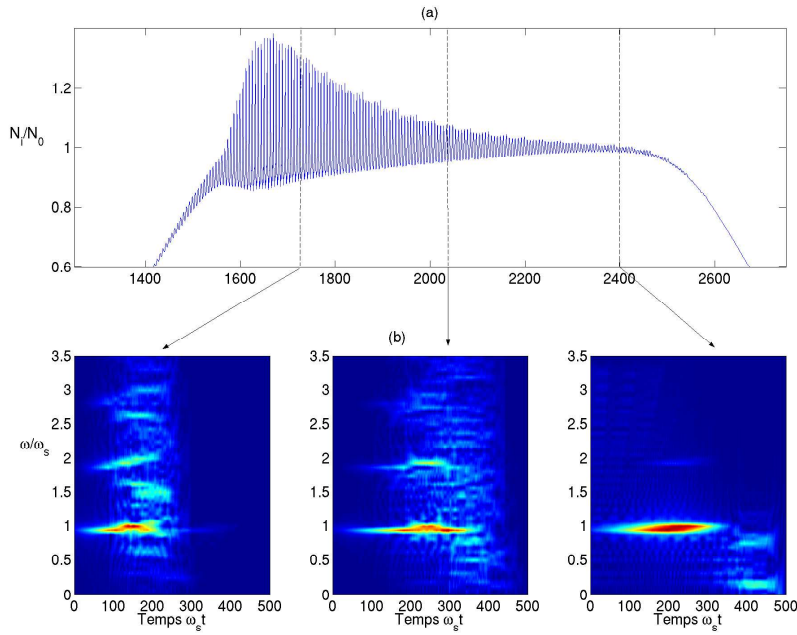 (a)
1.2
N_i/N_0
1
0.8
0.6
1400 1600 1800 2000 2200 2400 2600
(b)
3.5 3.5 3.5
3 3 3
2.5 2.5 2.5
ω/ω_s
2 2 2
1.5 1.5 1.5
1 1 1
0.5 0.5 0.5
0 0 0
0 100 200 300 400 500 0 100 200 300 400 500 0 100 200 300 400 500
Temps ω_s t Temps ω_s t Temps ω_s t